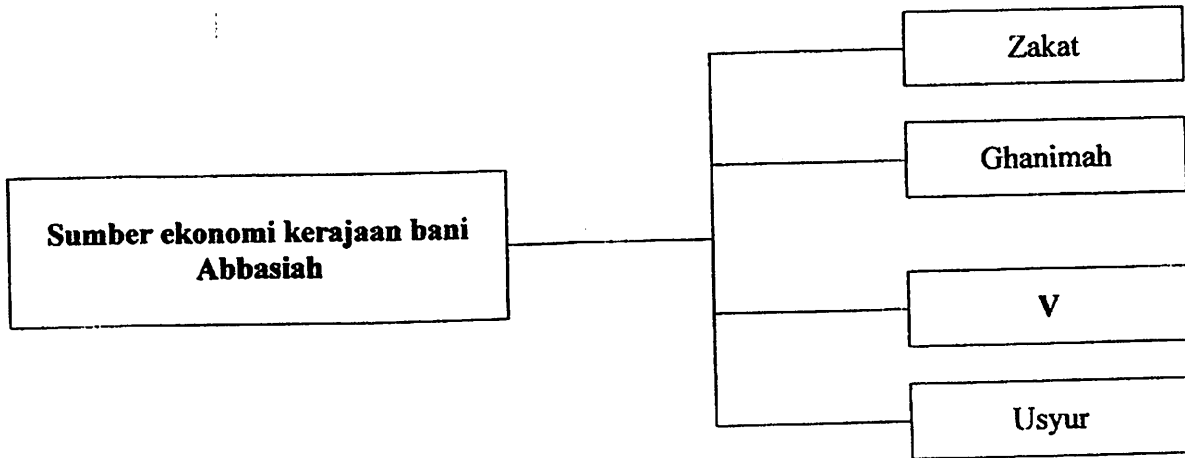 Zakat
Ghanimah
Sumber ekonomi kerajaan bani
Abbasiah
V
Usyur